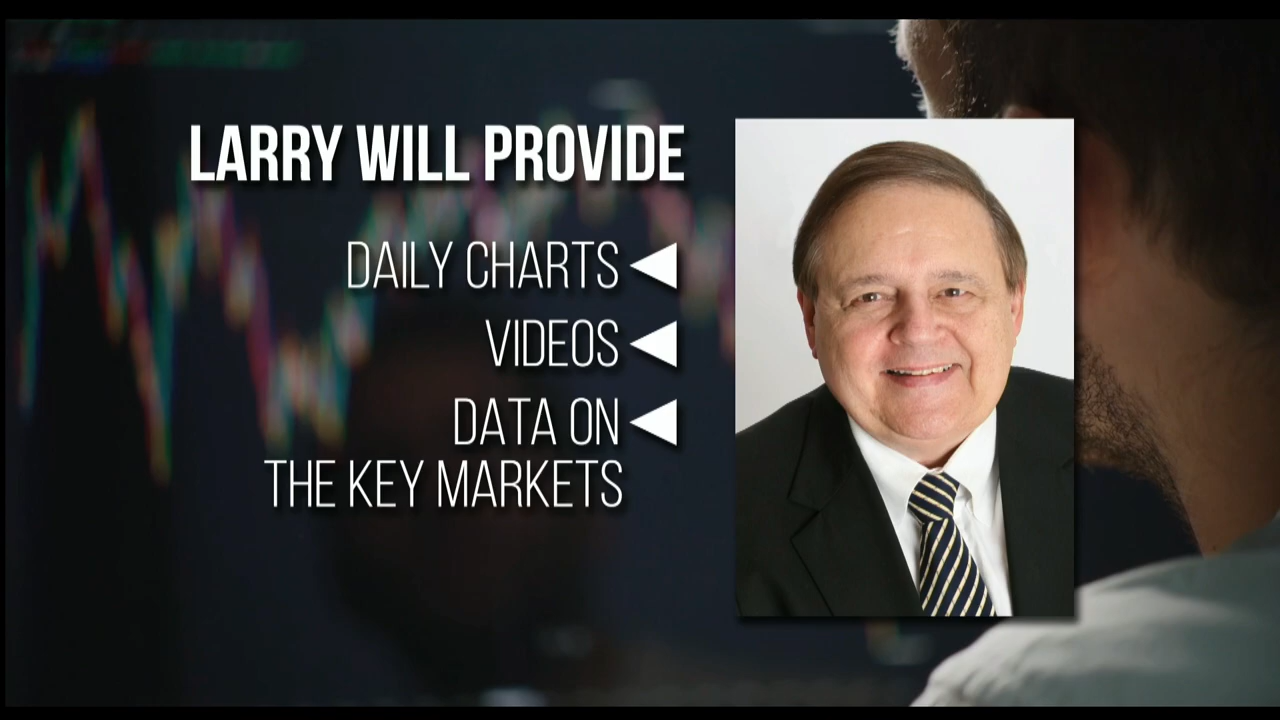 LARRY WILL PROVIDE
DAILY CHARTS
VIDEOS
DATA ON
THE KEY MARKETS